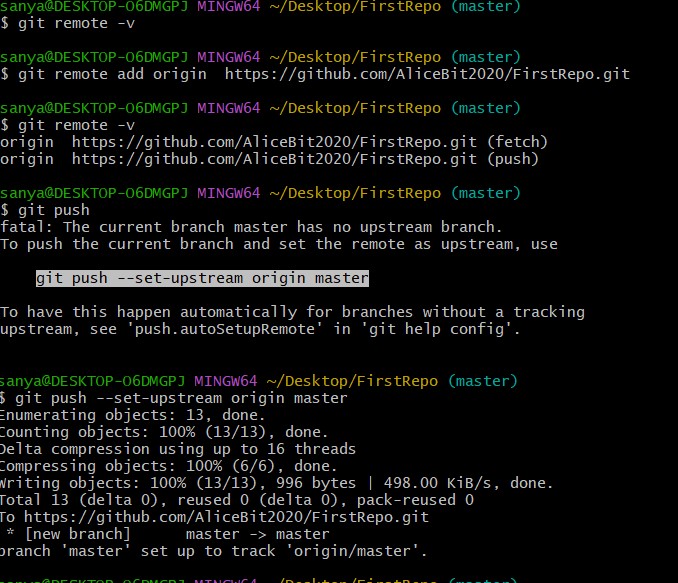 sanya@DESKTOP-O6DMGPJ MINGW64 ~/Desktop/FirstRepo (master)
$ git remote -v
sanya@DESKTOP-O6DMGPJ MINGW64 ~/Desktop/FirstRepo (master)
$ git remote add origin  https://github.com/AliceBit2020/FirstRepo.git
sanya@DESKTOP-O6DMGPJ MINGW64 ~/Desktop/FirstRepo (master)
$ git remote -v
origin  https://github.com/AliceBit2020/FirstRepo.git (fetch)
origin  https://github.com/AliceBit2020/FirstRepo.git (push)
sanya@DESKTOP-O6DMGPJ MINGW64 ~/Desktop/FirstRepo (master)
$ git push
fatal: The current branch master has no upstream branch.
To push the current branch and set the remote as upstream, use
git push --set-upstream origin master
To have this happen automatically for branches without a tracking
upstream, see 'push.autoSetupRemote' in 'git help config'.
sanya@DESKTOP-O6DMGPJ MINGW64 ~/Desktop/FirstRepo (master)
$ git push --set-upstream origin master
Enumerating objects: 13, done.
Counting objects: 100% (13/13), done.
Delta compression using up to 16 threads
Compressing objects: 100% (6/6), done.
Writing objects: 100% (13/13), 996 bytes | 498.00 KiB/s, done.
Total 13 (delta 0), reused 0 (delta 0), pack-reused 0
To https://github.com/AliceBit2020/FirstRepo.git
 * [new branch]      master -> master
branch 'master' set up to track 'origin/master'.
sanya@DESKTOP-O6DMGPJ MINGW64 ~/Desktop/FirstRepo (master)